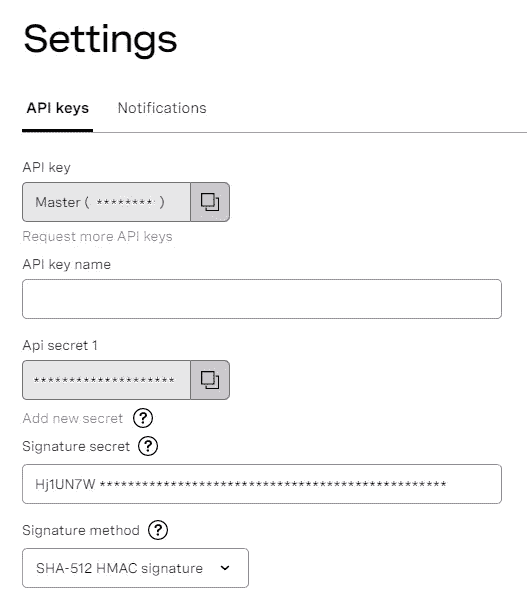 Settings
API keys Notifications
API key
Master ( ******** )
Request more API keys
API key name
Api secret 1
********************
Add new secret ?
Signature secret ?
Hj1UN7W *************************************************
Signature method ?
SHA-512 HMAC signature